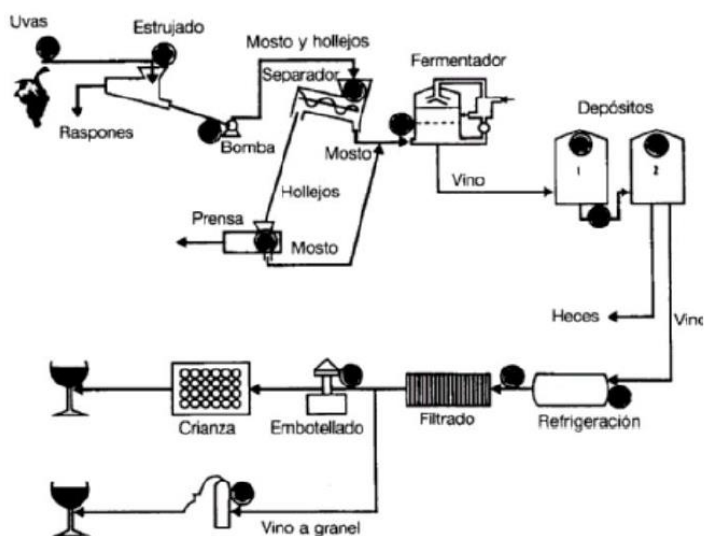 Uvas
Estrujado
Mosto y hollejos
Separador
Fermentador
Depósitos
Raspones
Bomba
Mosto
1
2
Vino
Hollejos
Prensa
Mosto
Heces
Vino
Crianza
Embotellado
Filtrado
Refrigeración
Vino a granel